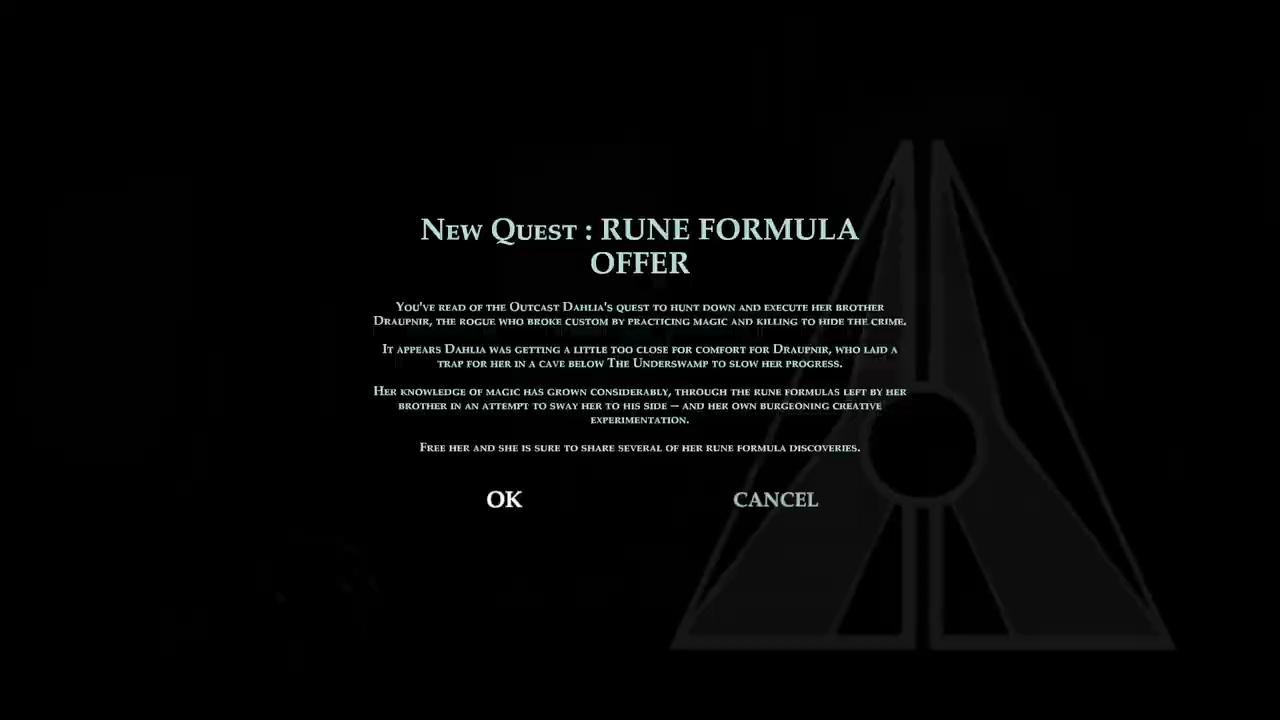 New Quest : RUNE FORMULA
OFFER
You've read of the Outcast Dahlia's quest to hunt down and execute her brother
Draupnir, the rogue who broke custom by practicing magic and killing to hide the crime.
It appears Dahlia was getting a little too close for comfort for Draupnir, who laid a
trap for her in a cave below The Underswamp to slow her progress.
Her knowledge of magic has grown considerably, through the rune formulas left by her
brother in an attempt to sway her to his side — and her own burgeoning creative
experimentation.
Free her and she is sure to share several of her rune formula discoveries.
OK
CANCEL